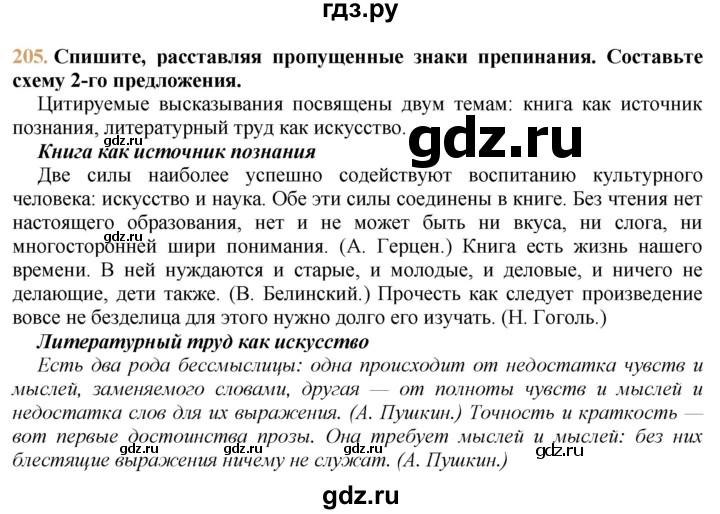 гдз.ру
205. Спишите, расставляя пропущенные знаки препинания. Составьте
схему 2-го предложения.
Цитируемые высказывания посвящены двум темам: книга как источник
познания, литературный труд как искусство.
gdz.ru
Книга как источник познания
Две силы наиболее успешно содействуют воспитанию культурного
человека: искусство и наука. Обе эти силы соединены в книге. Без чтения нет
настоящего образования, нет и не может быть ни вкуса, ни слога, ни
многосторонней шири понимания. (А. Герцен.) Книга есть жизнь нашего
gdz.ru
времени. В ней нуждаются и старые, и молодые, и деловые, и ничего не
делающие, дети также. (В. Белинский.) Прочесть как следует произведение
вовсе не безделица для этого нужно долго его изучать. (Н. Гоголь.)
Литературный труд как искусство
Есть два рода бессмыслицы: одна происходит от недостатка чувств и
мыслей, заменяемого словами, другая — от полноты чувств и мыслей и
недостатка слов для их выражения. (А. Пушкин.) Точность и краткость —
вот первые достоинства прозы. Она требует мыслей и мыслей: без них
блестящие выражения ничему не служат. (А. Пушкин.)
gdz.ru
gdz.ru